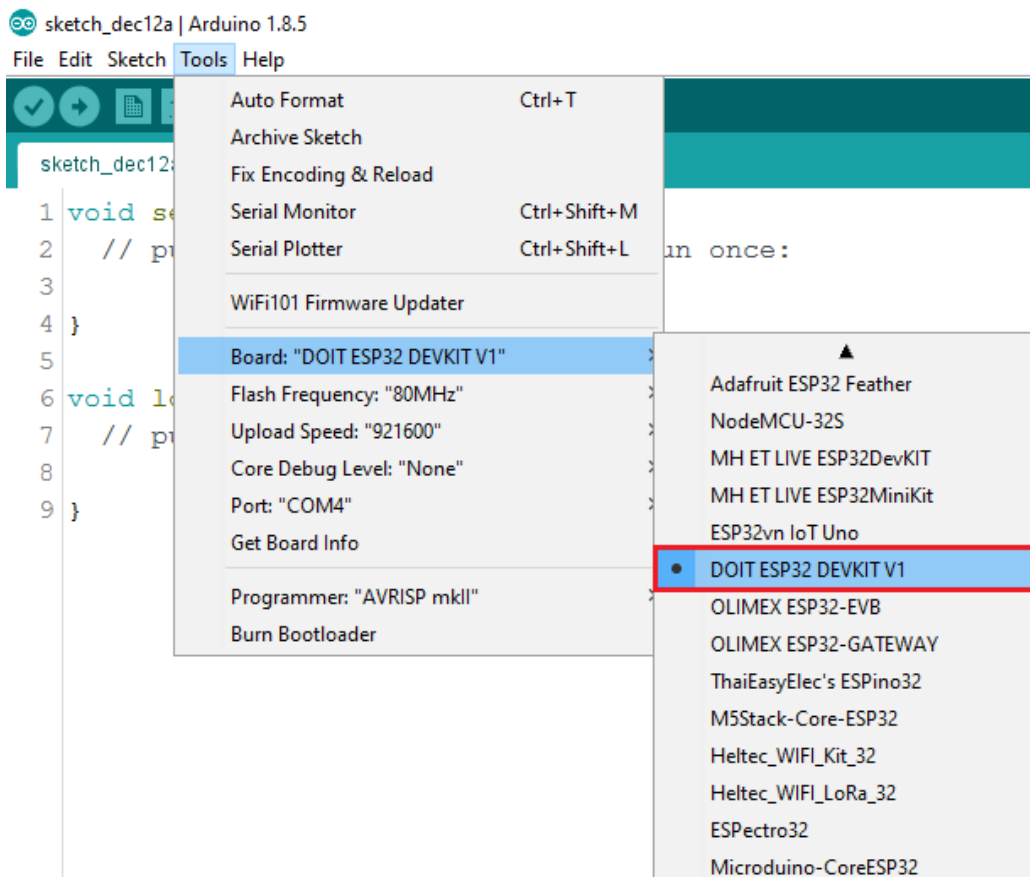 sketch_dec12a | Arduino 1.8.5
File Edit Sketch Tools Help
sketch_dec12a
Auto Format Ctrl+T
Archive Sketch
Fix Encoding & Reload
Serial Monitor Ctrl+Shift+M
Serial Plotter Ctrl+Shift+L
WiFi101 Firmware Updater
Board: "DOIT ESP32 DEVKIT V1"
Flash Frequency: "80MHz"
Upload Speed: "921600"
Core Debug Level: "None"
Port: "COM4"
Get Board Info
Programmer: "AVRISP mkII"
Burn Bootloader
1 void
2 // once:
3
4 }
5
6 void
7 //
8
9 }
Adafruit ESP32 Feather
NodeMCU-32S
MH ET LIVE ESP32DevKIT
MH ET LIVE ESP32MiniKit
ESP32vn IoT Uno
DOIT ESP32 DEVKIT V1
OLIMEX ESP32-EVB
OLIMEX ESP32-GATEWAY
ThaiEasyElec's ESPino32
M5Stack-Core-ESP32
Heltec_WIFI_Kit_32
Heltec_WIFI_LoRa_32
ESPectro32
Microduino-CoreESP32